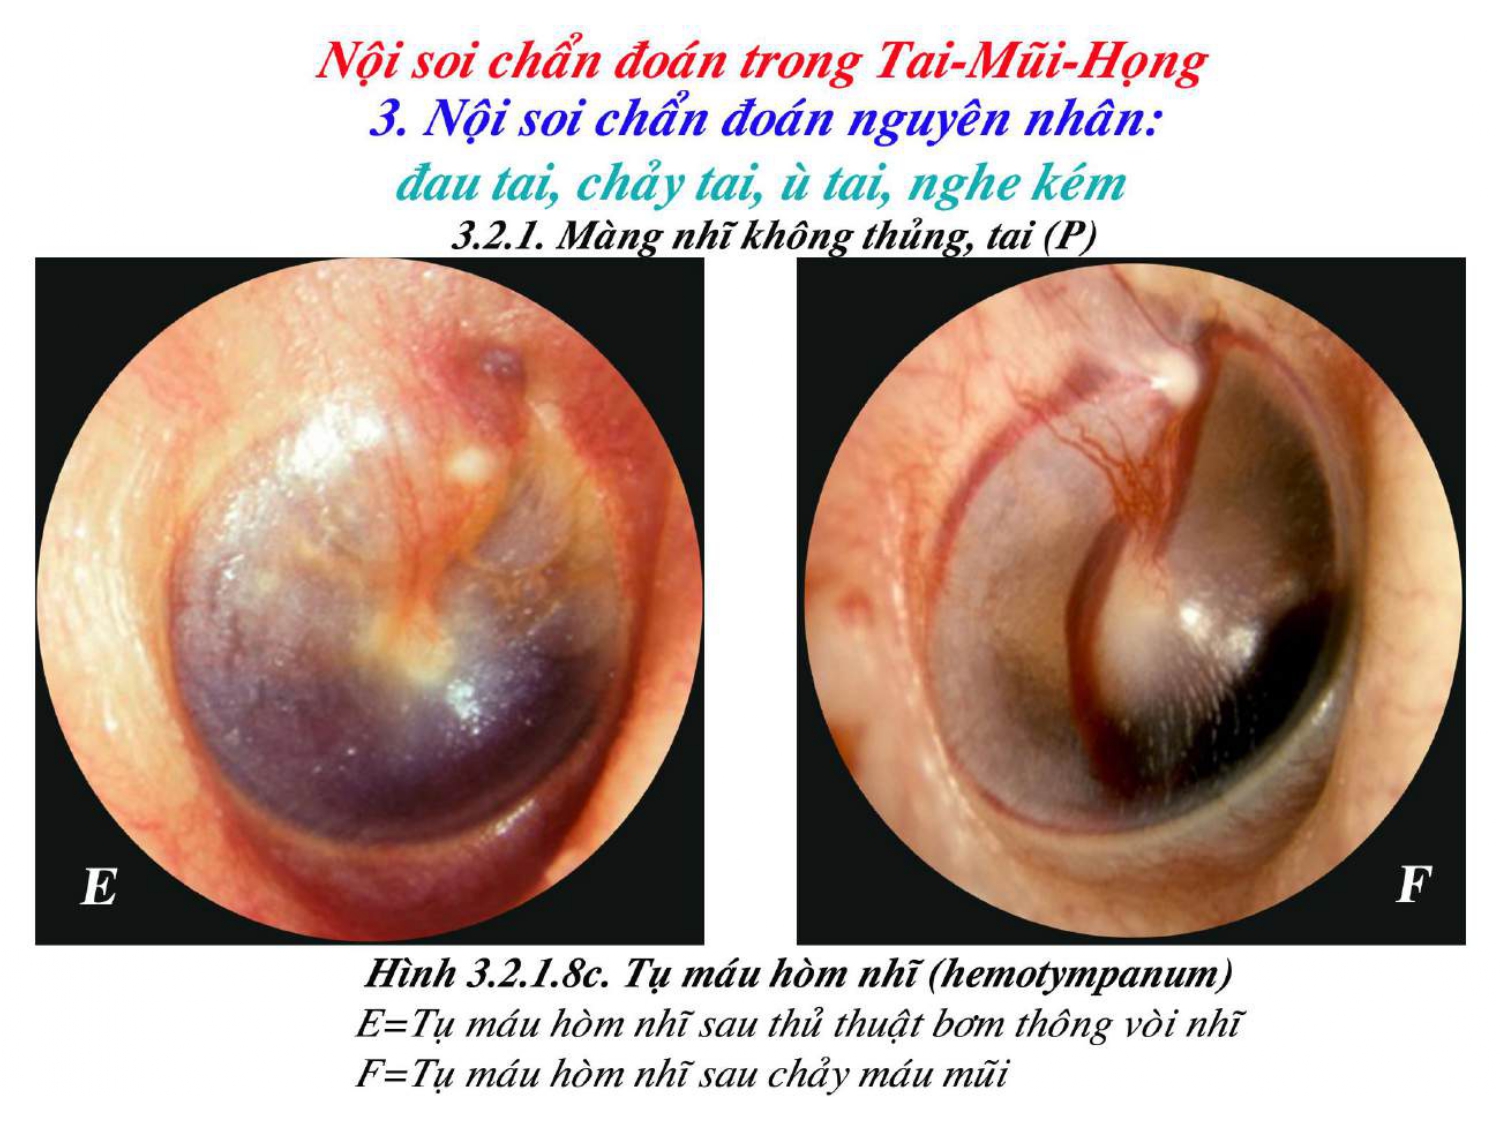 Nội soi chẩn đoán trong Tai-Mũi-Họng
3. Nội soi chẩn đoán nguyên nhân:
đau tai, chảy tai, ù tai, nghe kém
3.2.1. Màng nhĩ không thủng, tai (P)
E
F
Hình 3.2.1.8c. Tụ máu hòm nhĩ (hemotympanum)
E=Tụ máu hòm nhĩ sau thủ thuật bơm thông vòi nhĩ
F=Tụ máu hòm nhĩ sau chảy máu mũi